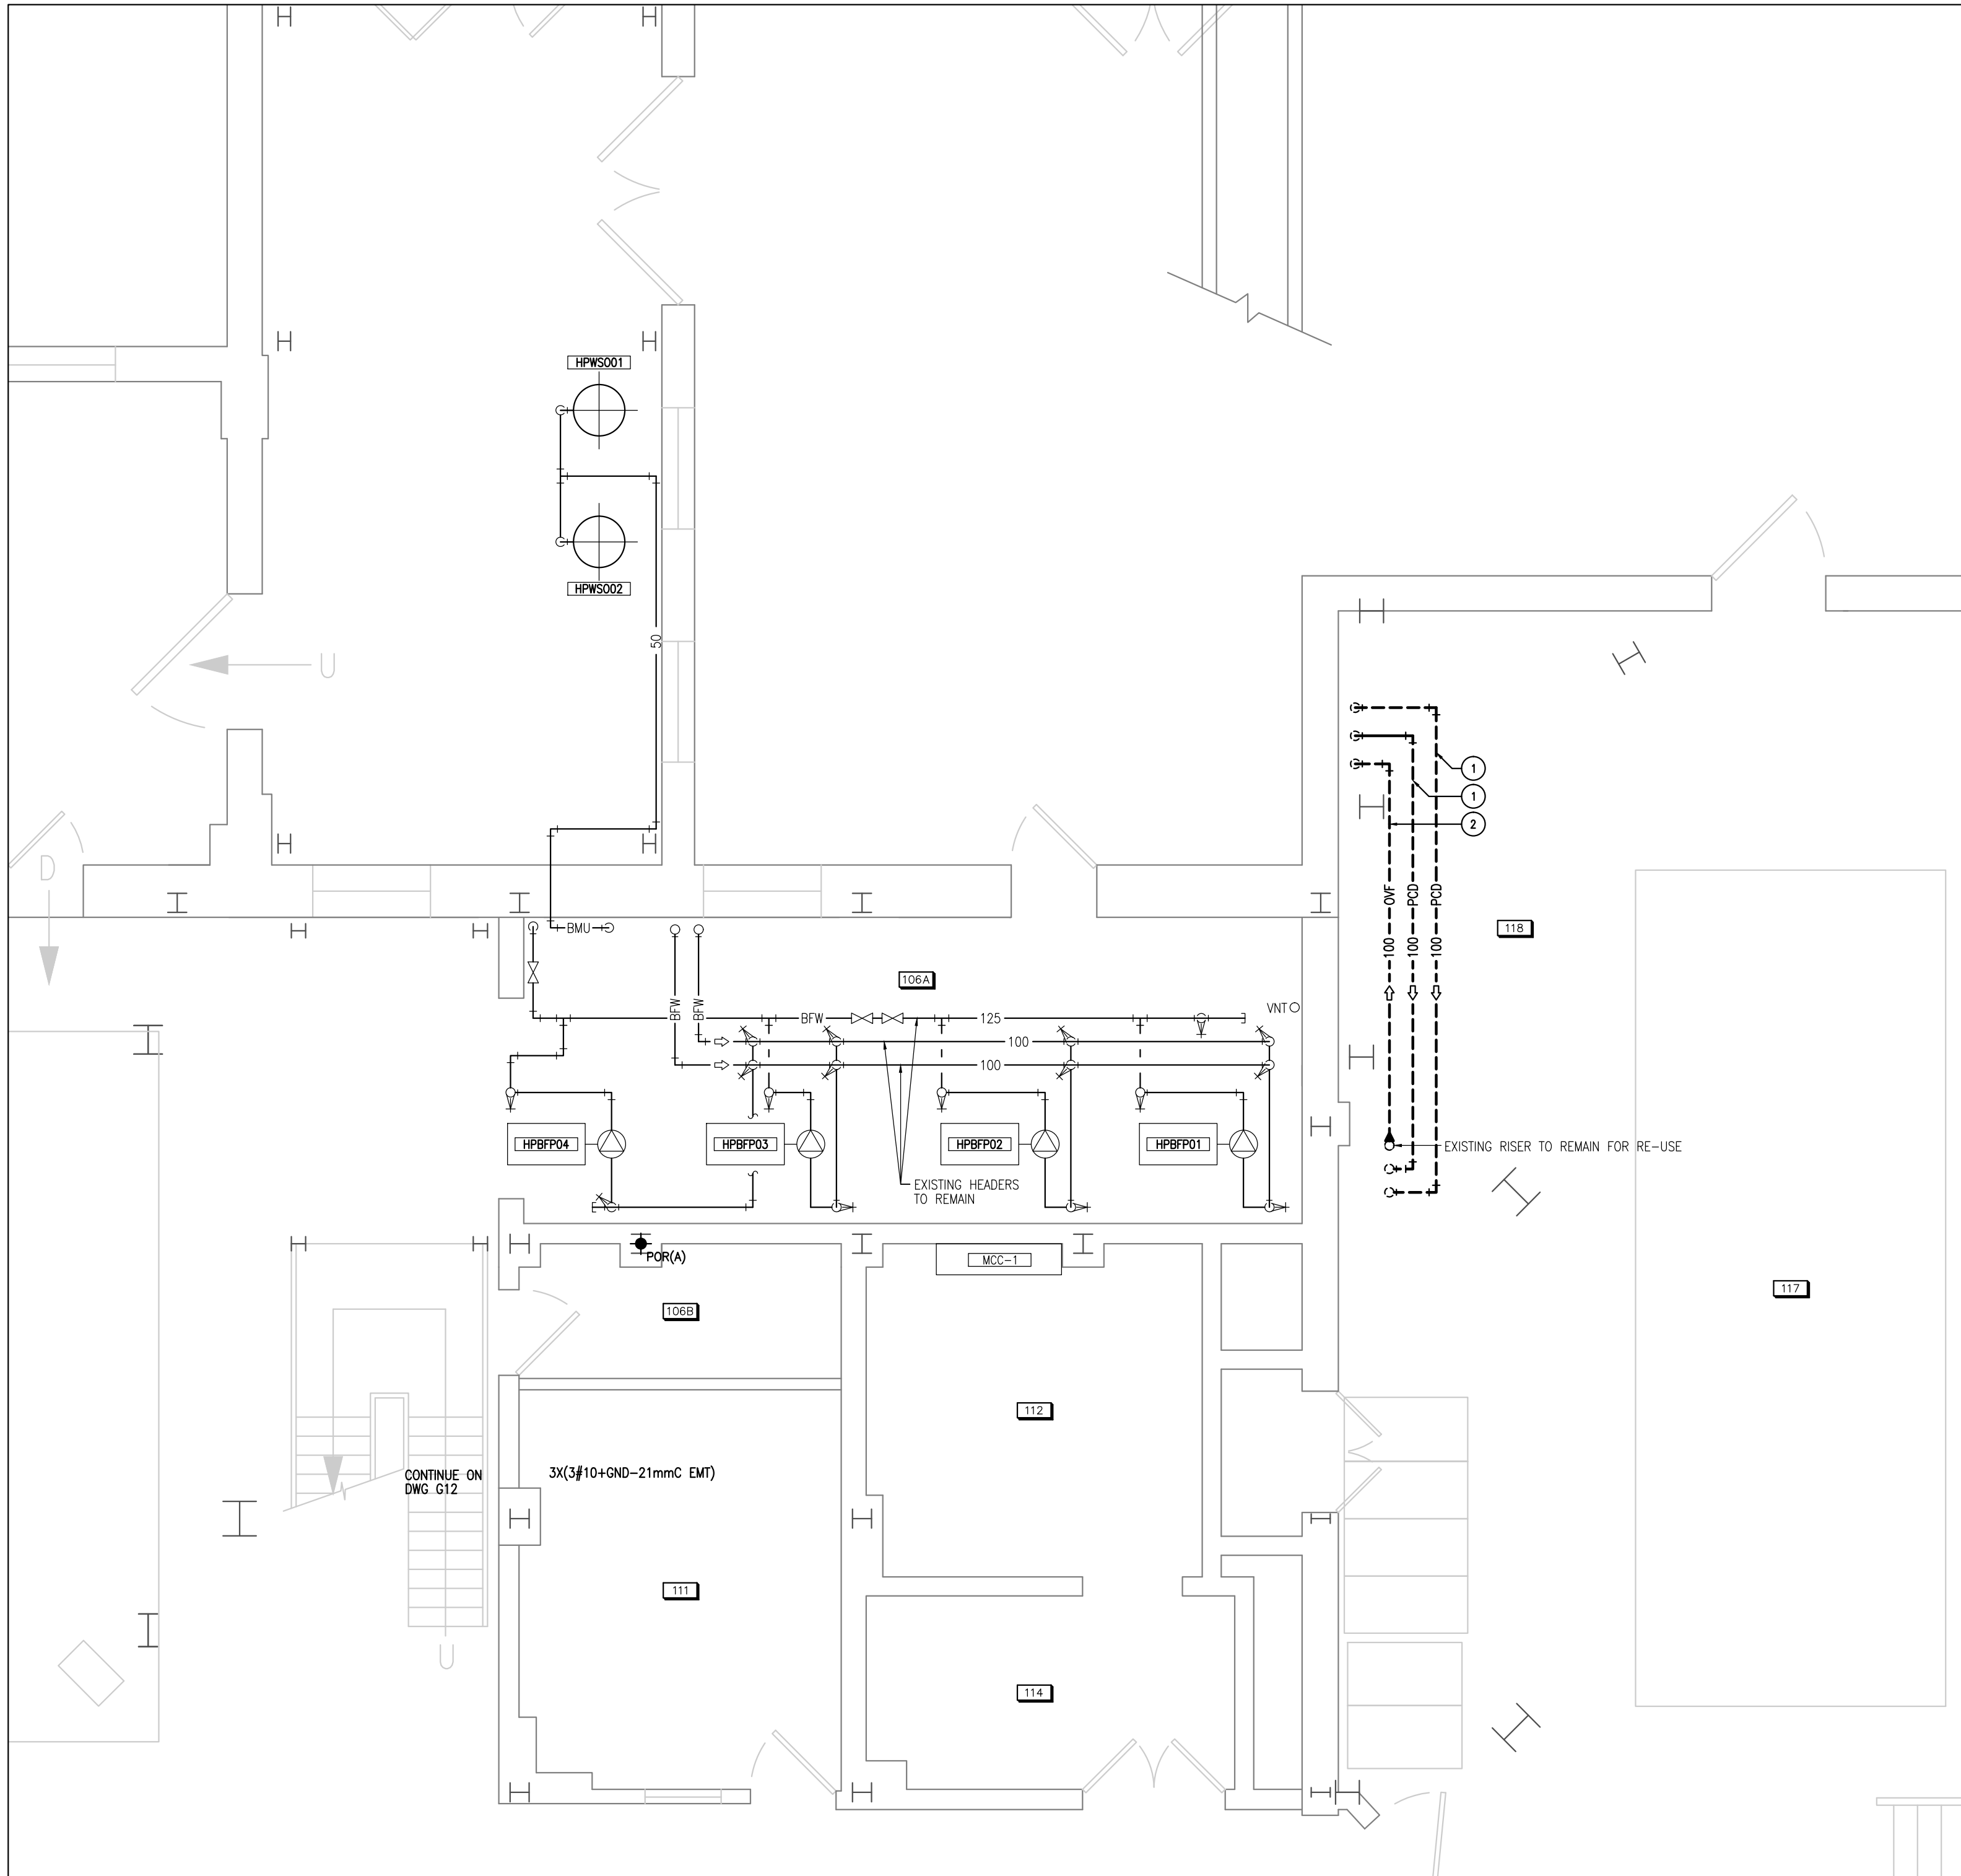 HPWS001
HPWS002
U
50
1
1
2
D
OVF
PCD
PCD
118
BMU
100
100
100
106A
BFW
BFW
VNT
BFW
125
100
100
HPBFP04
HPBFP03
HPBFP02
HPBFP01
EXISTING RISER TO REMAIN FOR RE-USE
EXISTING HEADERS
TO REMAIN
POR(A)
MCC-1
106B
117
112
CONTINUE ON
DWG G12
3X(3#10+GND-21mmC EMT)
111
U
114